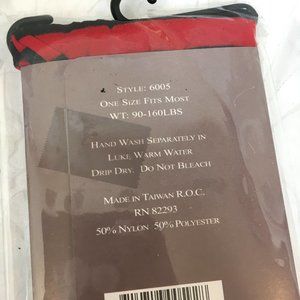 STYLE: 6005
ONE SIZE FITS MOST
WT: 90-160LBS
HAND WASH SEPARATELY IN
LUKE WARM WATER
DRIP DRY. DO NOT BLEACH
MADE IN TAIWAN R.O.C.
RN 82293
50% NYLON 50% POLYESTER